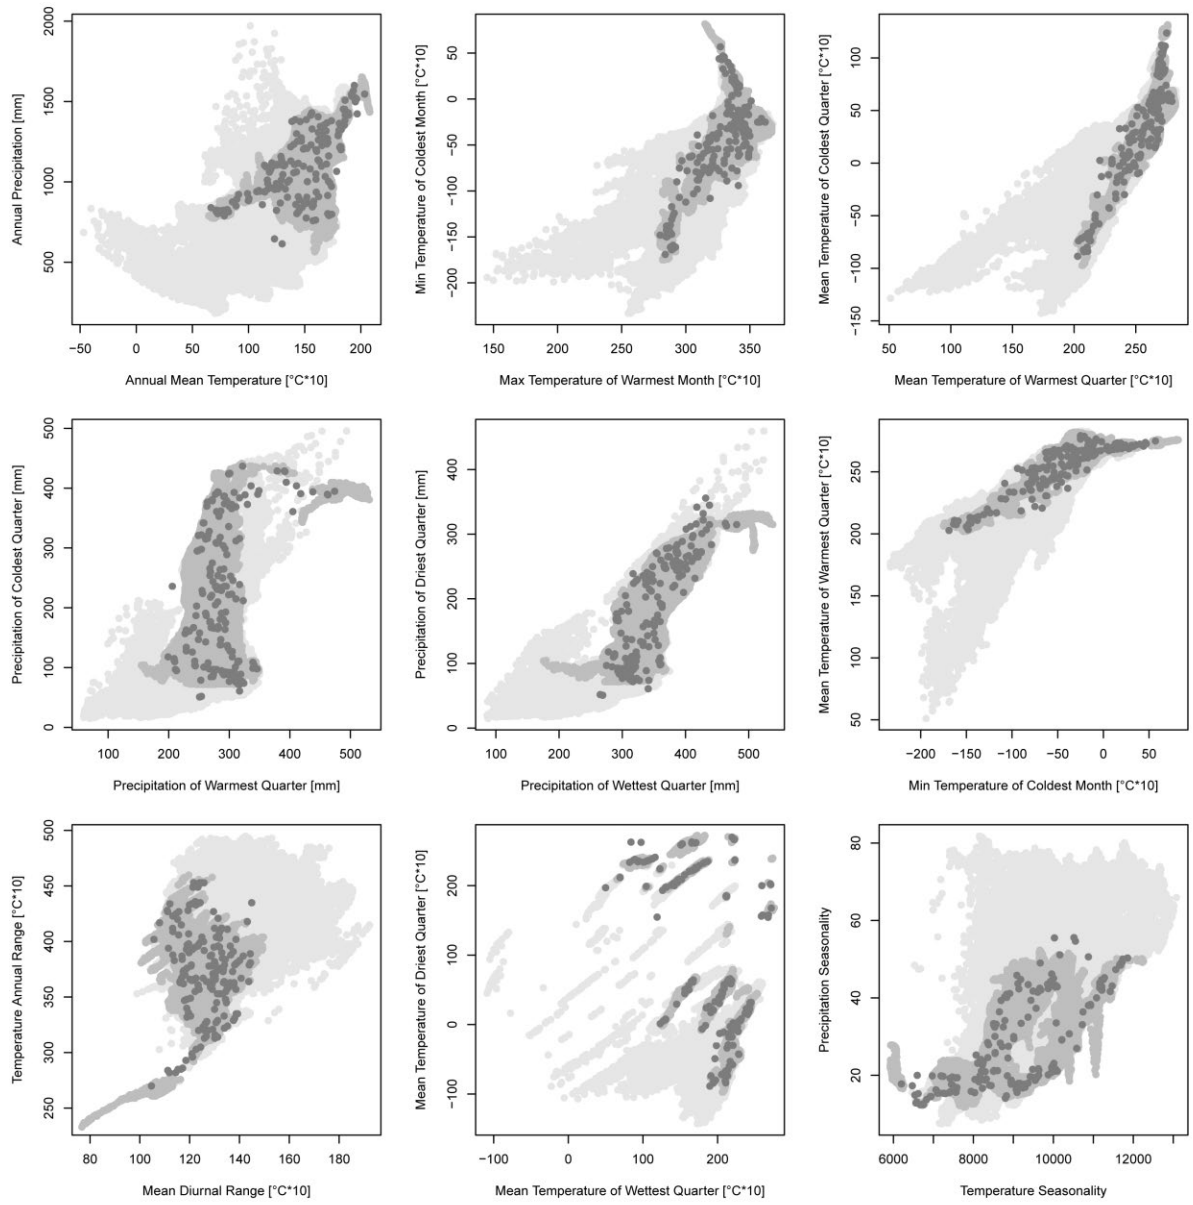 Annual Precipitation [mm]
2000
1500
1000
500
−50 0 50 100 150 200
Annual Mean Temperature [°C*10]
Min Temperature of Coldest Month [°C*10]
50
0
−50
−100
−150
−200
150 200 250 300 350
Max Temperature of Warmest Month [°C*10]
Mean Temperature of Coldest Quarter [°C*10]
100
50
0
−50
−100
−150
50 100 150 200 250
Mean Temperature of Warmest Quarter [°C*10]
Precipitation of Coldest Quarter [mm]
500
400
300
200
100
0
100 200 300 400 500
Precipitation of Warmest Quarter [mm]
Precipitation of Driest Quarter [mm]
400
300
200
100
0
100 200 300 400 500
Precipitation of Wettest Quarter [mm]
Mean Temperature of Warmest Quarter [°C*10]
250
200
150
100
50
−200 −150 −100 −50 0 50
Min Temperature of Coldest Month [°C*10]
Temperature Annual Range [°C*10]
500
450
400
350
300
250
80 100 120 140 160 180
Mean Diurnal Range [°C*10]
Mean Temperature of Driest Quarter [°C*10]
200
100
0
−100
−100 0 100 200
Mean Temperature of Wettest Quarter [°C*10]
Precipitation Seasonality
80
60
40
20
6000 8000 10000 12000
Temperature Seasonality